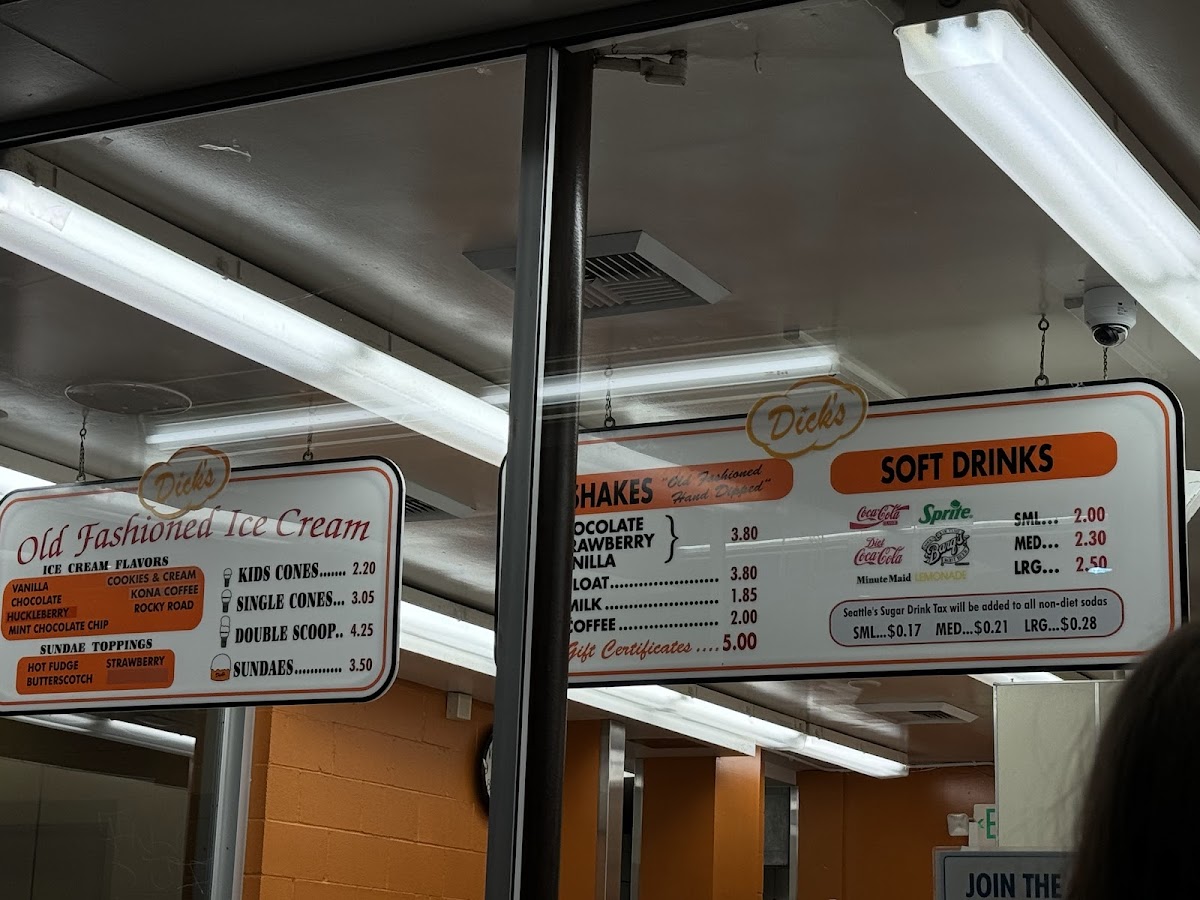 Dick's
Old Fashioned Ice Cream
ICE CREAM FLAVORS
VANILLA
CHOCOLATE
HUCKLEBERRY
MINT CHOCOLATE CHIP
COOKIES & CREAM
KONA COFFEE
ROCKY ROAD
SUNDAE TOPPINGS
HOT FUDGE
BUTTERSCOTCH
STRAWBERRY
KIDS CONES....... 2.20
SINGLE CONES... 3.05
DOUBLE SCOOP.. 4.25
SUNDAES........... 3.50
Dick's
SHAKES "Old Fashioned
Hand Dipped"
OCOLATE
RAWBERRY
NILLA
3.80
LOAT.................... 3.80
MILK..................... 1.85
OFFEE................... 2.00
Gift Certificates .... 5.00
SOFT DRINKS
Coca-Cola
Sprite
Diet
Coca-Cola
Barq's
Minute Maid LEMONADE
SML... 2.00
MED... 2.30
LRG... 2.50
Seattle's Sugar Drink Tax will be added to all non-diet sodas
SML...$0.17 MED...$0.21 LRG...$0.28
E
JOIN THE